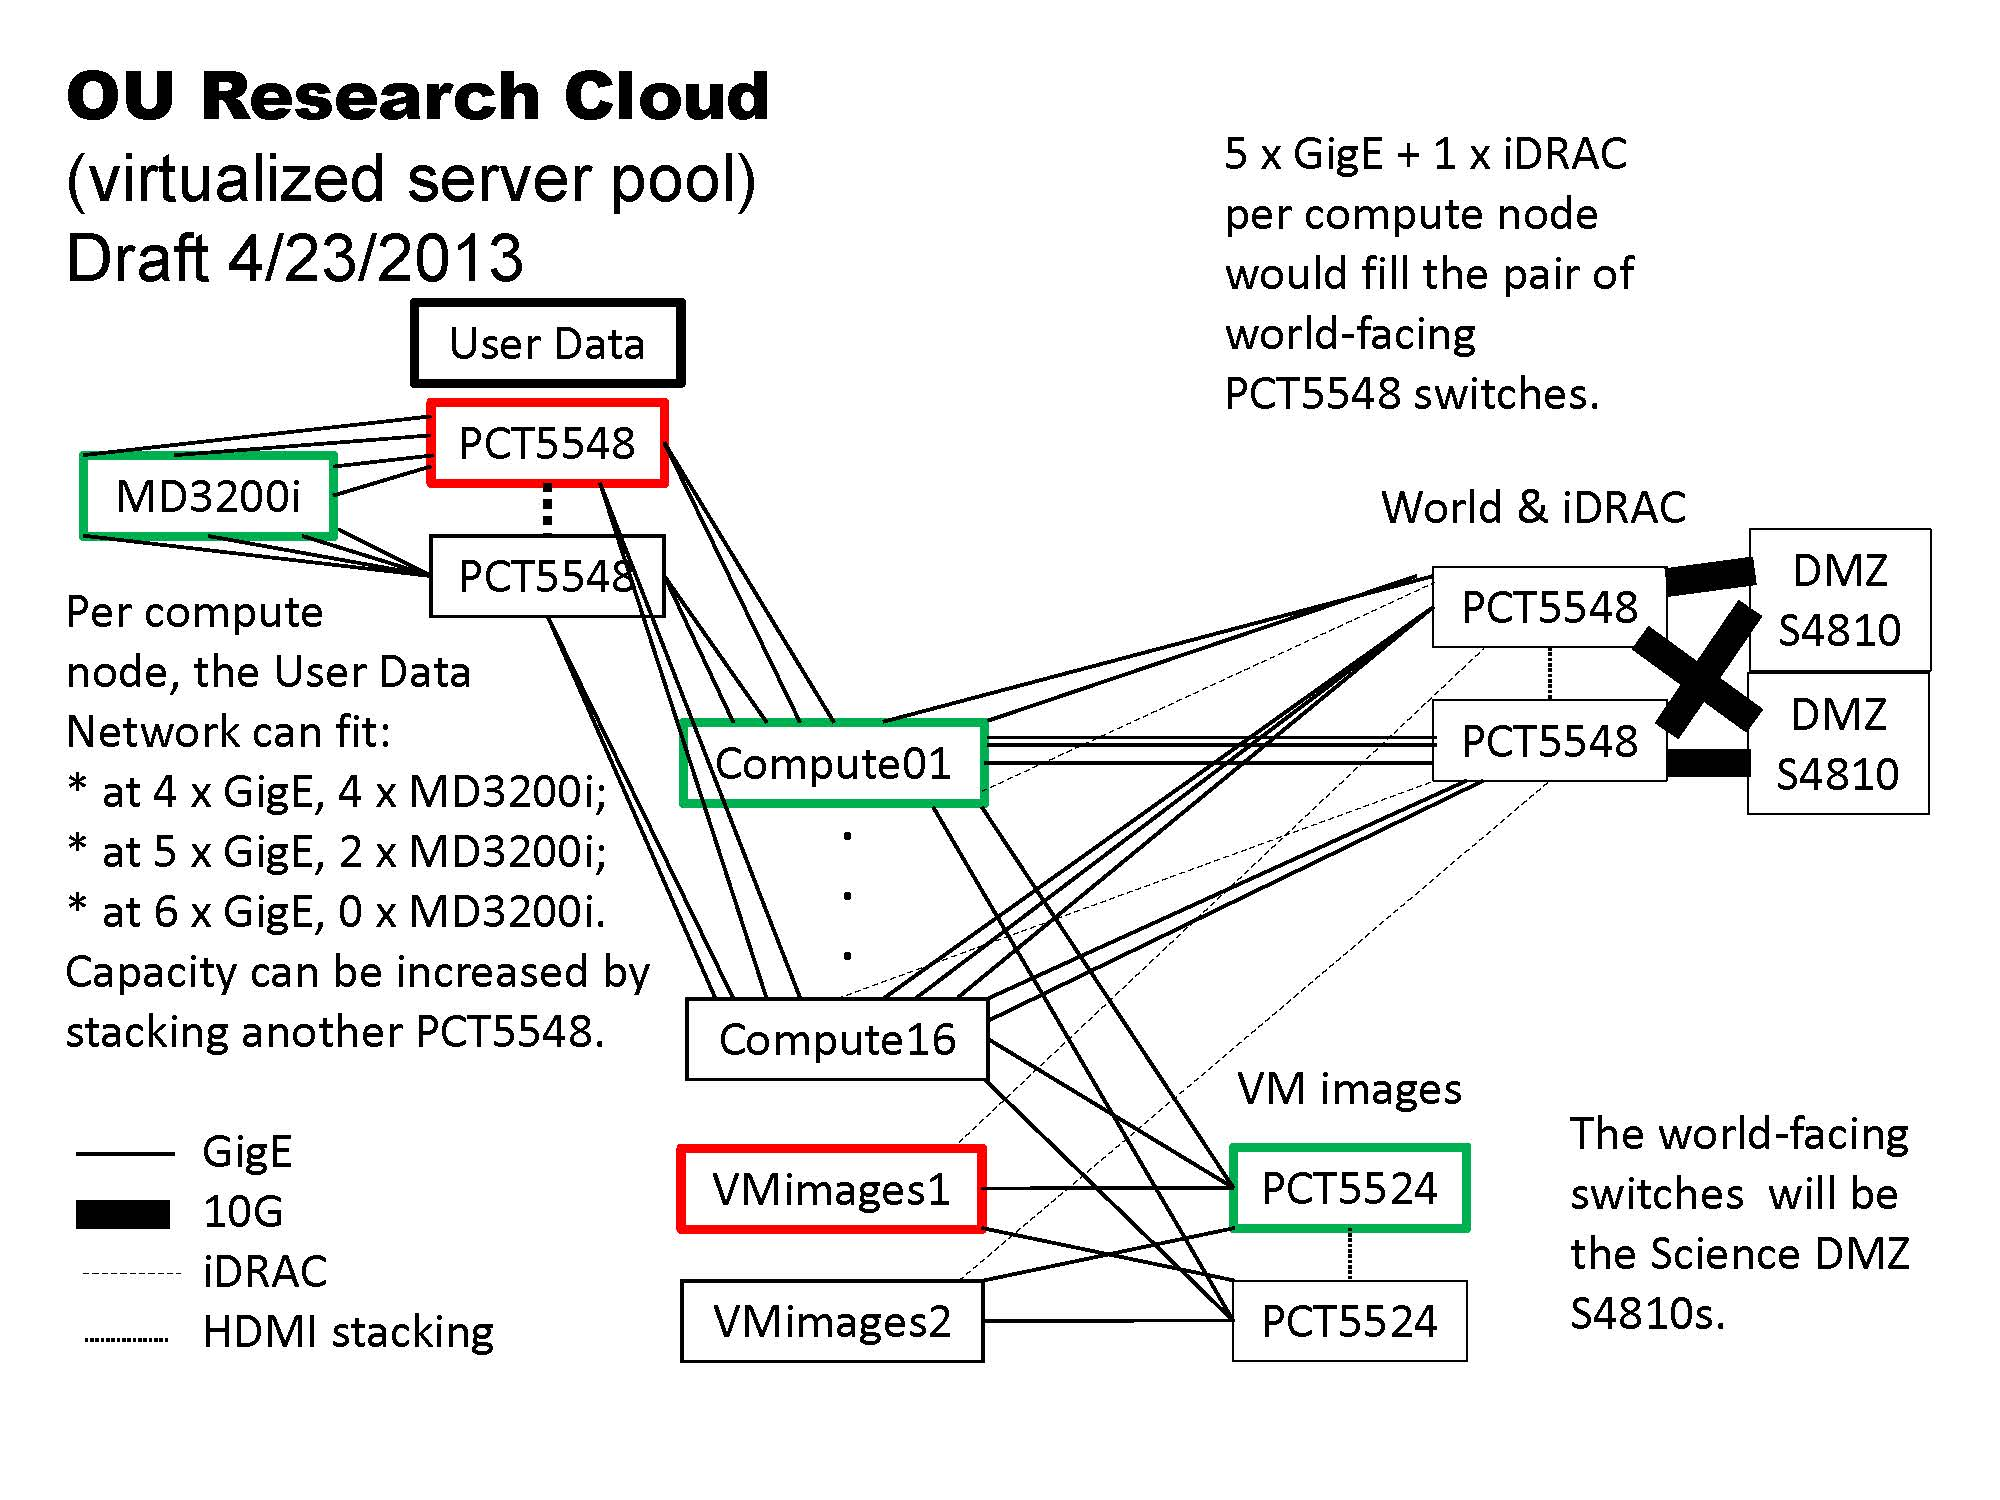 OU Research Cloud
(virtualized server pool)
Draft 4/23/2013
5 x GigE + 1 x iDRAC
per compute node
would fill the pair of
world-facing
PCT5548 switches.
User Data
PCT5548
MD3200i
PCT5548
Per compute
node, the User Data
Network can fit:
* at 4 x GigE, 4 x MD3200i;
* at 5 x GigE, 2 x MD3200i;
* at 6 x GigE, 0 x MD3200i.
Capacity can be increased by
stacking another PCT5548.
World & iDRAC
PCT5548
DMZ
S4810
PCT5548
DMZ
S4810
Compute01
.
.
.
Compute16
VM images
VMimages1
PCT5524
VMimages2
PCT5524
The world-facing
switches  will be
the Science DMZ
S4810s.
GigE
10G
iDRAC
HDMI stacking